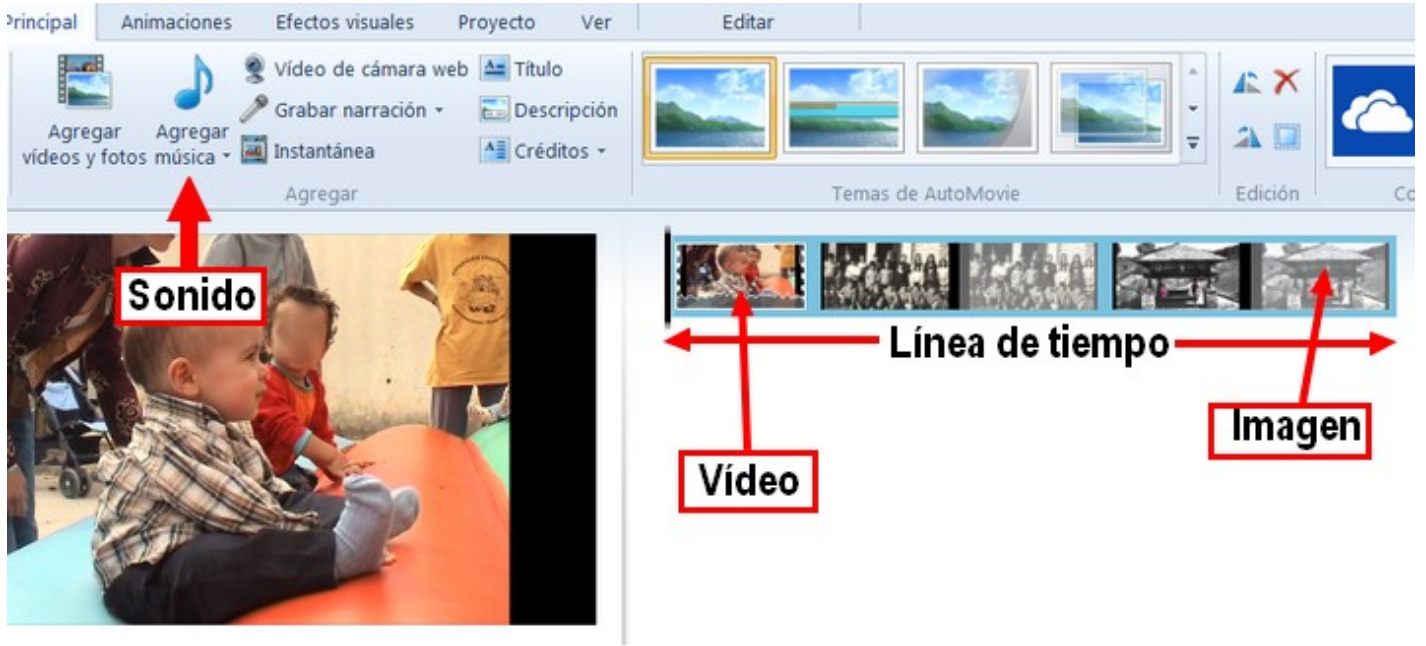 Principal Animaciones Efectos visuales Proyecto Ver Editar
Agregar
vídeos y fotos
Agregar
música
Vídeo de cámara web
Grabar narración
Instantánea
Título
Descripción
Créditos
Agregar
Temas de AutoMovie
Edición
Co
Sonido
Línea de tiempo
Imagen
Vídeo